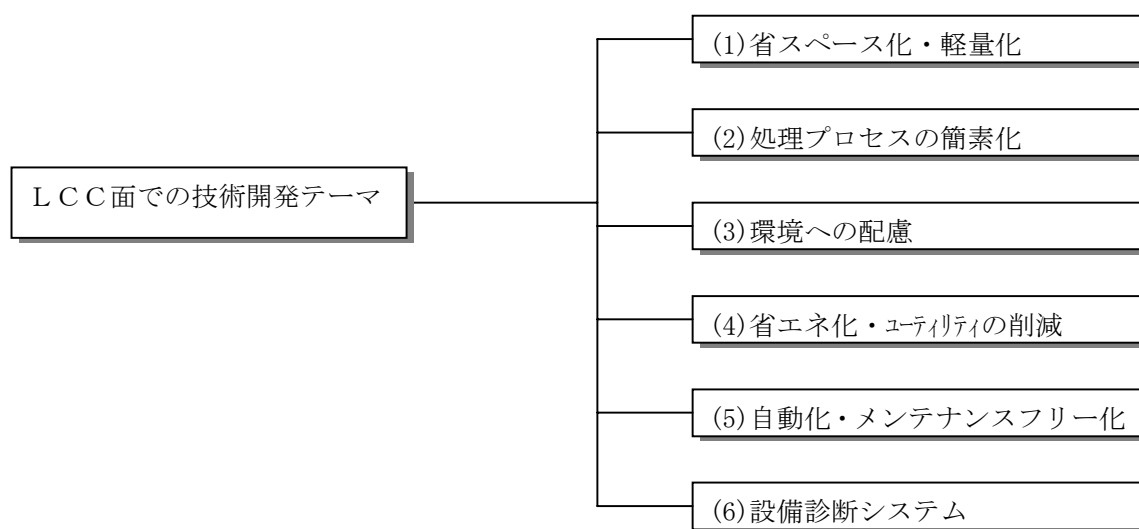 (1)省スペース化・軽量化
(2)処理プロセスの簡素化
LCC面での技術開発テーマ
(3)環境への配慮
(4)省エネ化・ユーティリティの削減
(5)自動化・メンテナンスフリー化
(6)設備診断システム